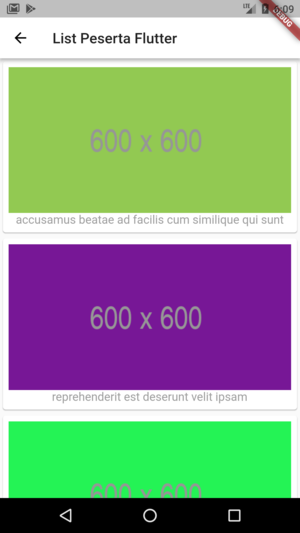 LTE
6:09
DEBUG
List Peserta Flutter
600 x 600
accusamus beatae ad facilis cum similique qui sunt
600 x 600
reprehenderit est deserunt velit ipsam
600 x 600